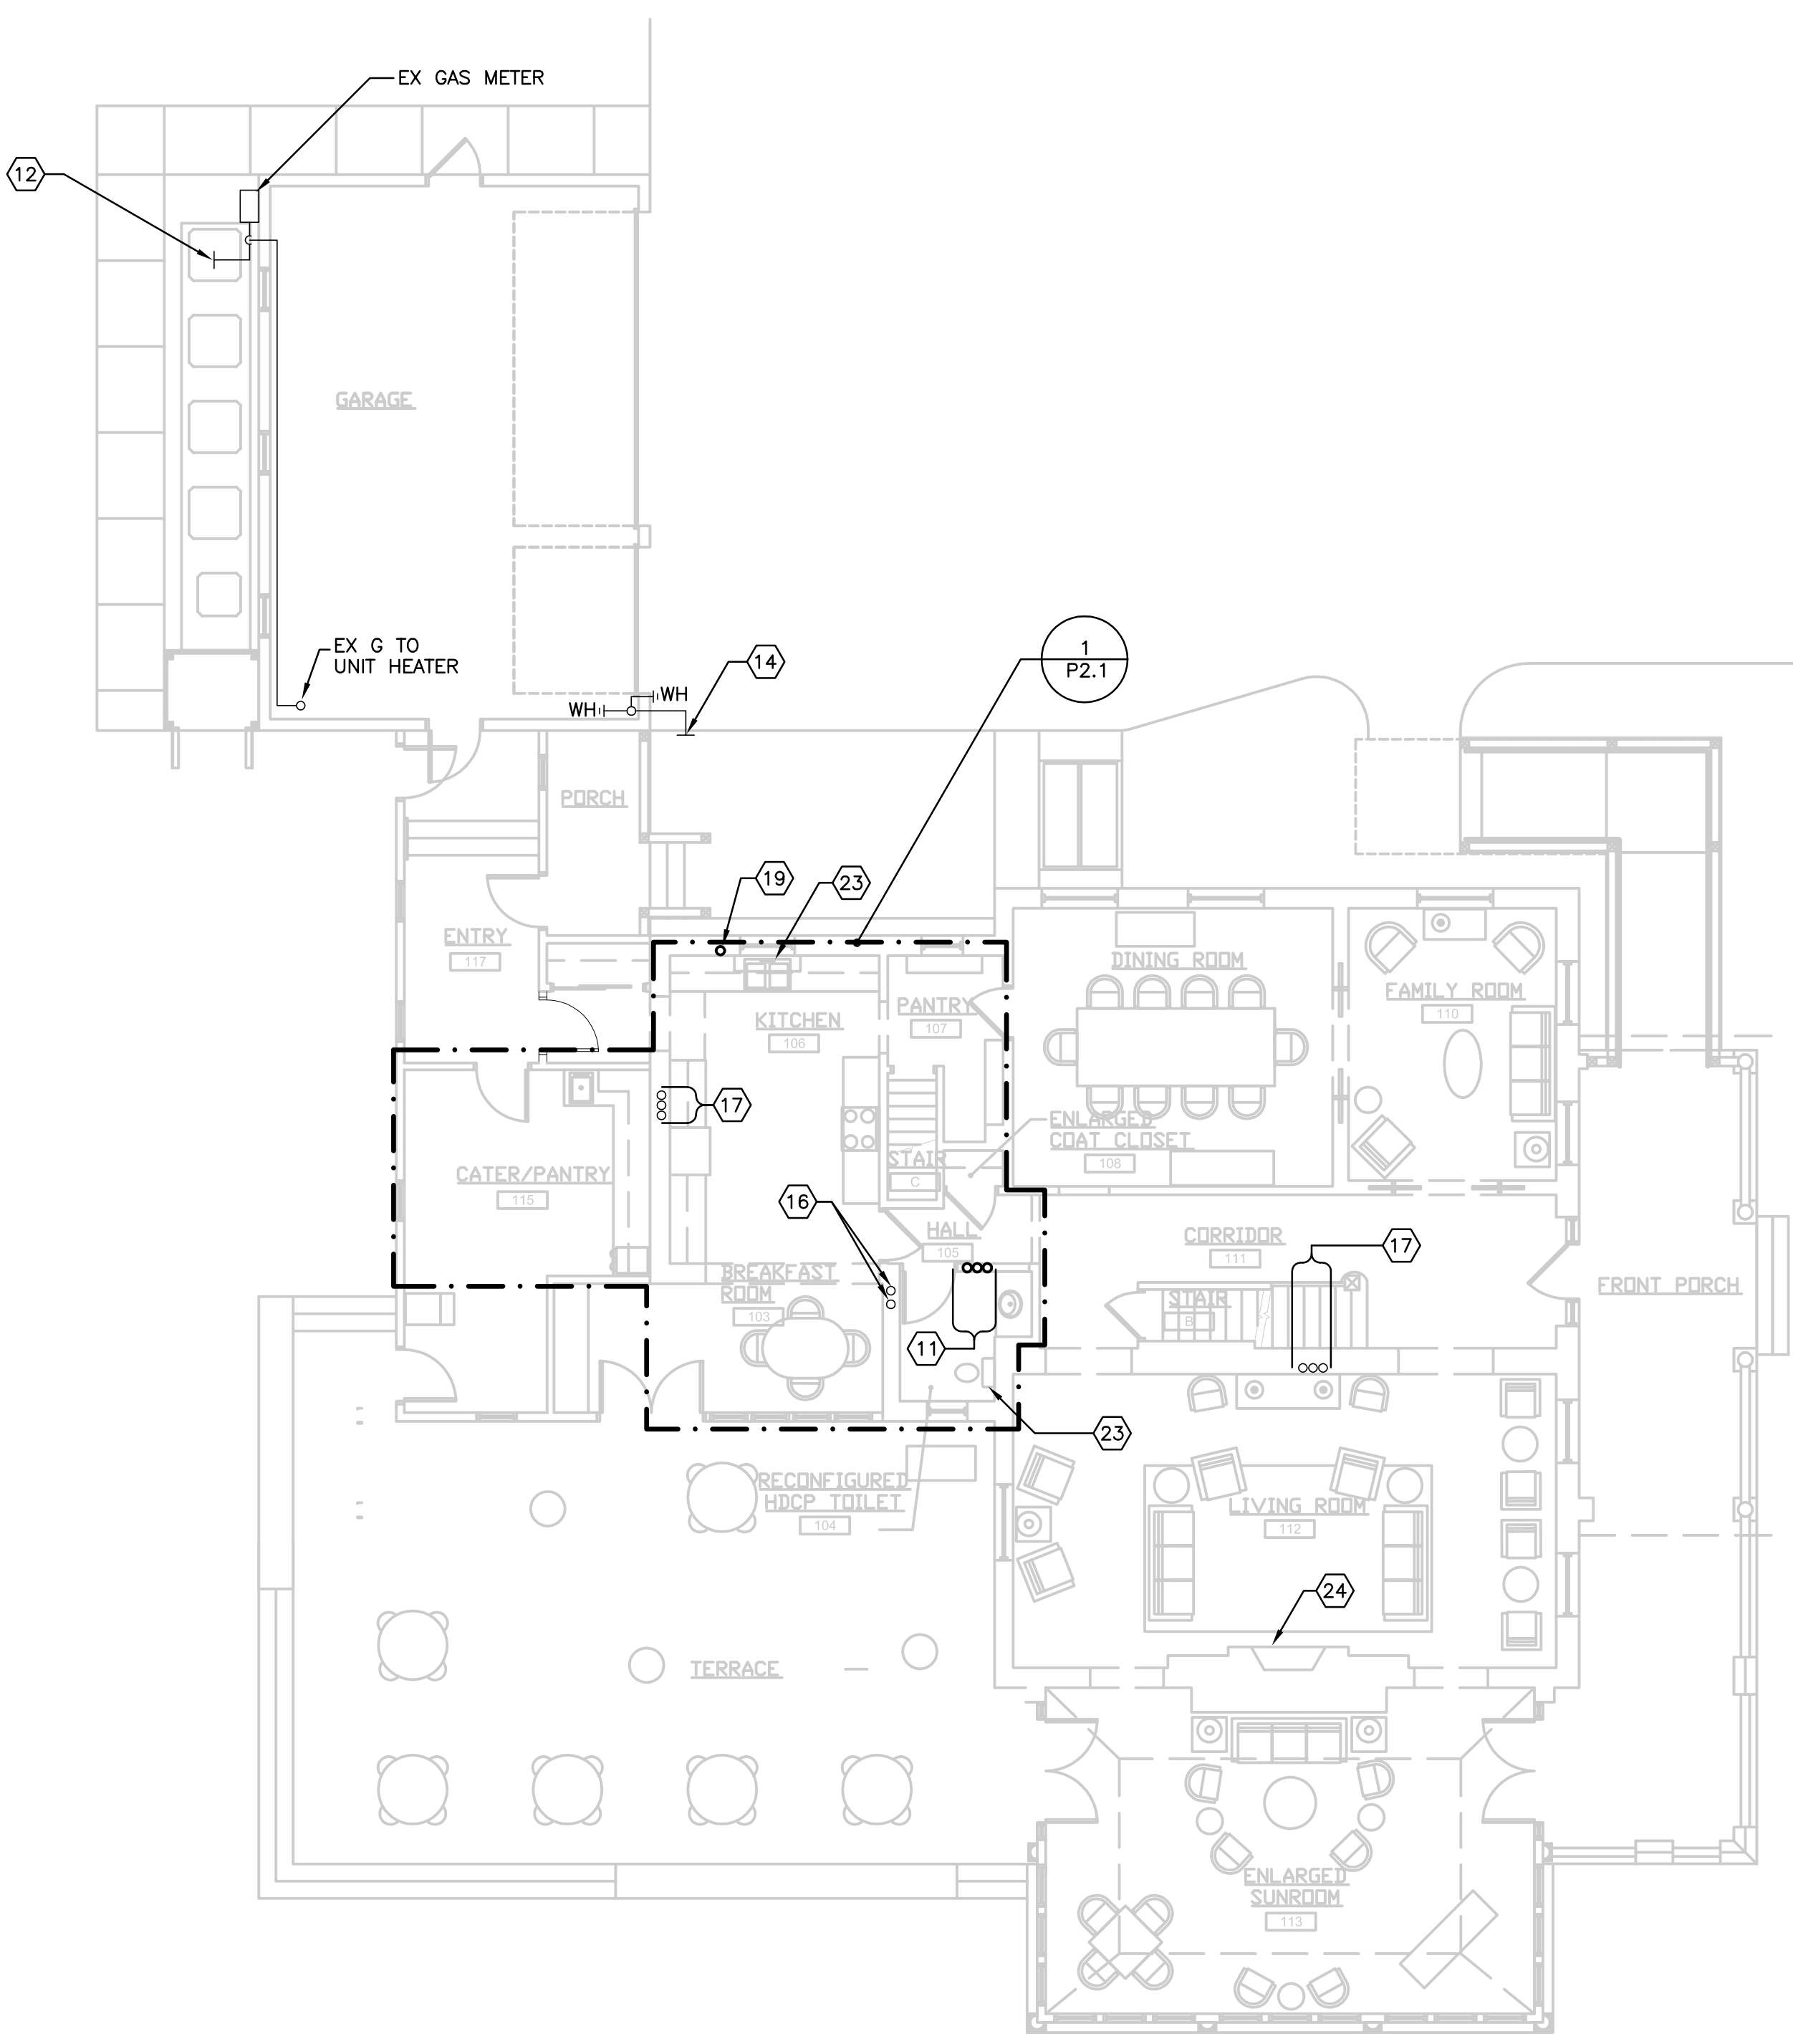 EX GAS METER
12
GARAGE
EX G TO
UNIT HEATER
14
1
P2.1
WH
WH
PORCH
19
23
ENTRY
117
DINING ROOM
FAMILY ROOM
110
PANTRY
107
KITCHEN
106
17
ENLARGED
COAT CLOSET
108
STAIR
C
CATER/PANTRY
115
16
HALL
105
CORRIDOR
111
17
BREAKFAST
ROOM
103
STAIR
B
FRONT PORCH
11
23
RECONFIGURED
HDCP TOILET
104
LIVING ROOM
112
24
TERRACE
ENLARGED
SUNROOM
113